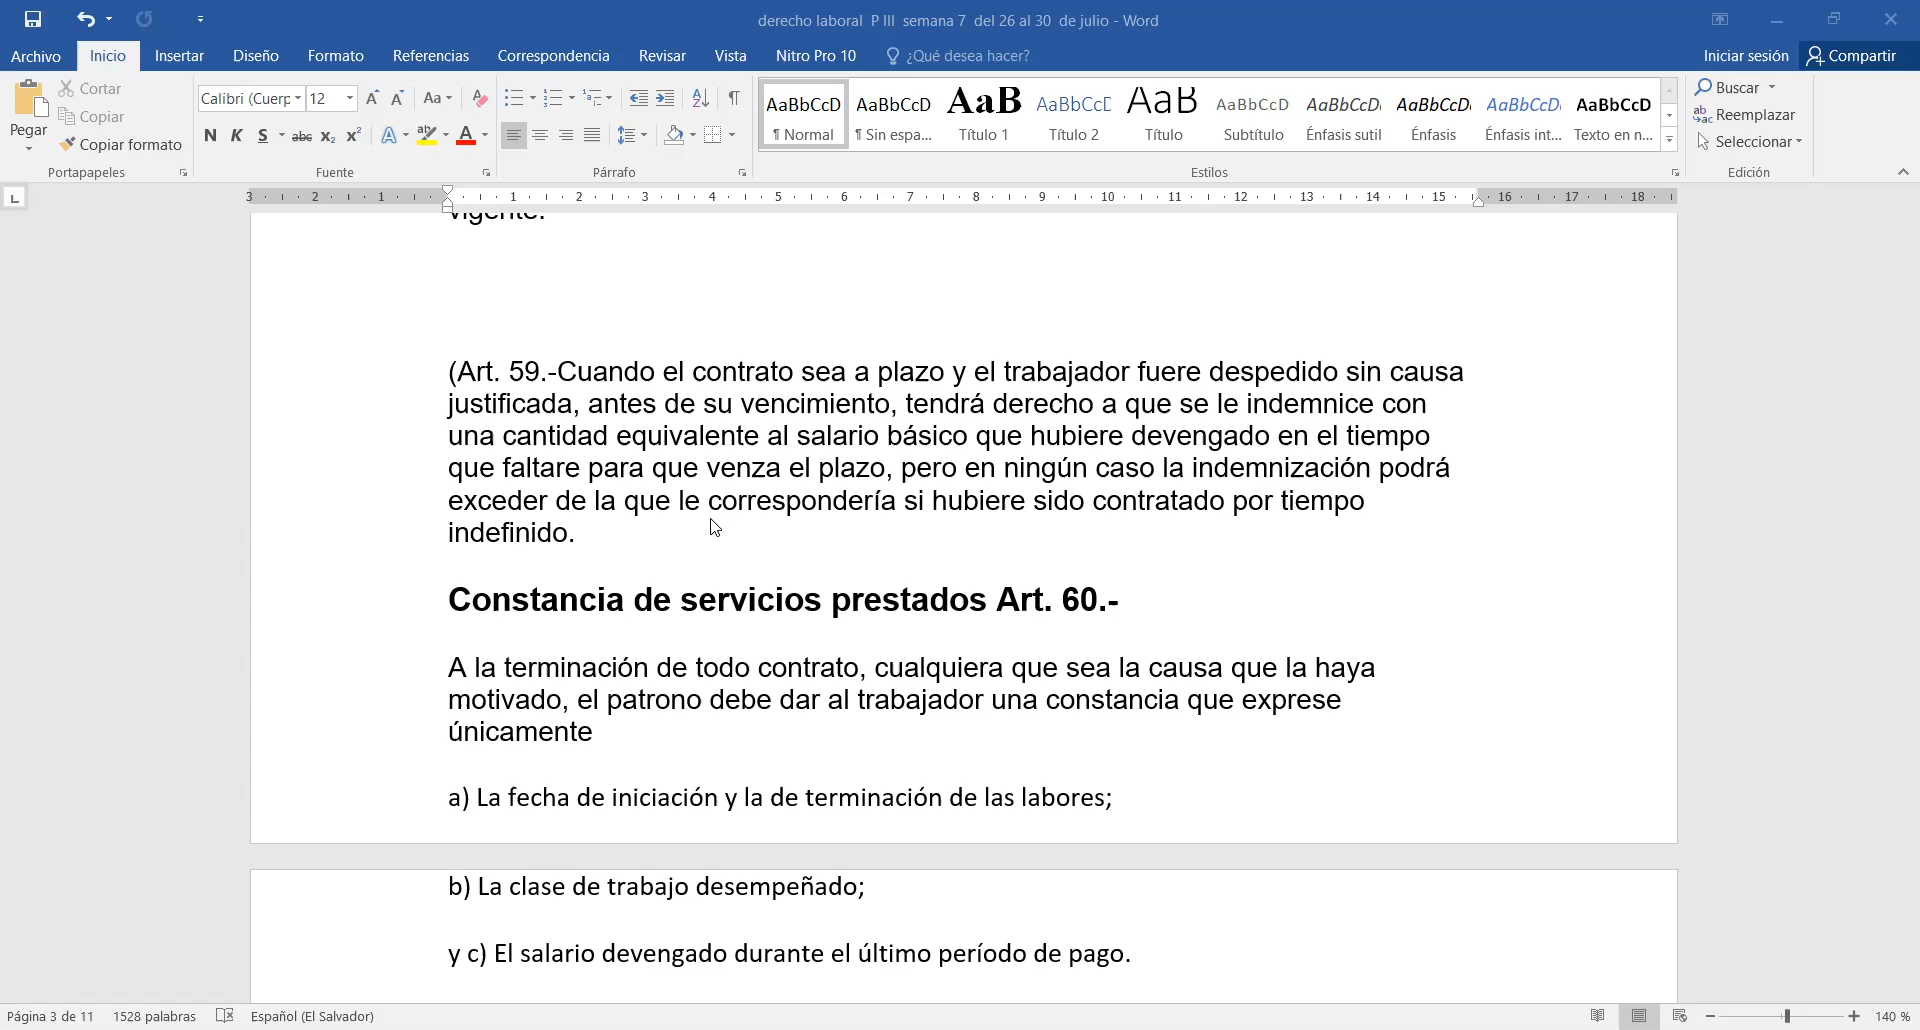 derecho laboral P III semana 7 del 26 al 30 de julio - Word
Archivo Inicio Insertar Diseño Formato Referencias Correspondencia Revisar Vista Nitro Pro 10 ¿Qué desea hacer? Iniciar sesión Compartir
Pegar
Cortar
Copiar
Copiar formato
Portapapeles
Calibri (Cuerp 12 Aa
N K S abc x₂ x² A A
Fuente
Párrafo
AaBbCcD AaBbCcD AaB AaBbCcC AaB AaBbCcD AaBbCcD AaBbCcD AaBbCcD AaBbCcD
¶ Normal ¶ Sin espa... Título 1 Título 2 Título Subtítulo Énfasis sutil Énfasis Énfasis int... Texto en n...
Estilos
Buscar
Reemplazar
Seleccionar
Edición
3 2 1 1 2 3 4 5 6 7 8 9 10 11 12 13 14 15 16 17 18
vigente.
(Art. 59.-Cuando el contrato sea a plazo y el trabajador fuere despedido sin causa
justificada, antes de su vencimiento, tendrá derecho a que se le indemnice con
una cantidad equivalente al salario básico que hubiere devengado en el tiempo
que faltare para que venza el plazo, pero en ningún caso la indemnización podrá
exceder de la que le correspondería si hubiere sido contratado por tiempo
indefinido.
Constancia de servicios prestados Art. 60.-
A la terminación de todo contrato, cualquiera que sea la causa que la haya
motivado, el patrono debe dar al trabajador una constancia que exprese
únicamente
a) La fecha de iniciación y la de terminación de las labores;
b) La clase de trabajo desempeñado;
y c) El salario devengado durante el último período de pago.
Página 3 de 11 1528 palabras Español (El Salvador) 140 %